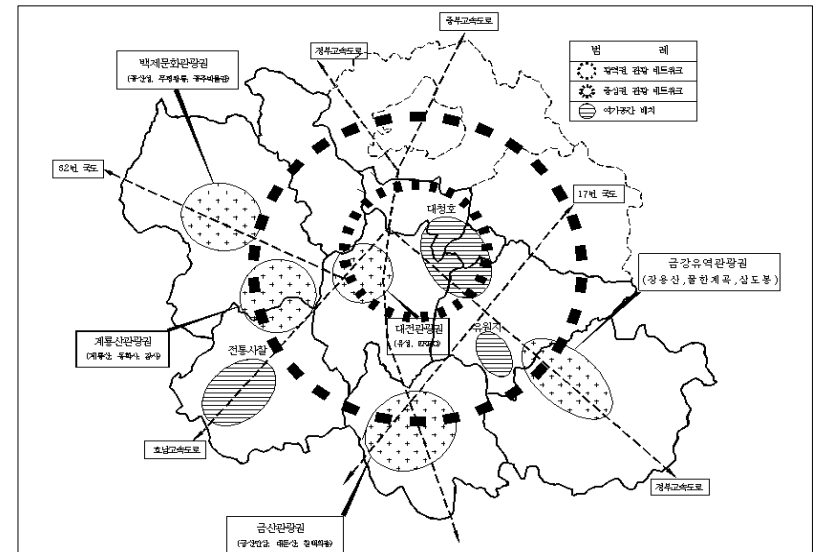 중부고속도로
경부고속도로
범 례
광역권 관광 네트워크
중심권 관광 네트워크
여가공간 배치
백제문화관광권
(공산성, 무령왕릉, 공주박물관)
32번 국도
17번 국도
대청호
금강유역관광권
(장용산,물한계곡,삼도봉)
계룡산관광권
대전관광권
유원지
전통사찰
호남고속도로
경부고속도로
금산관광권